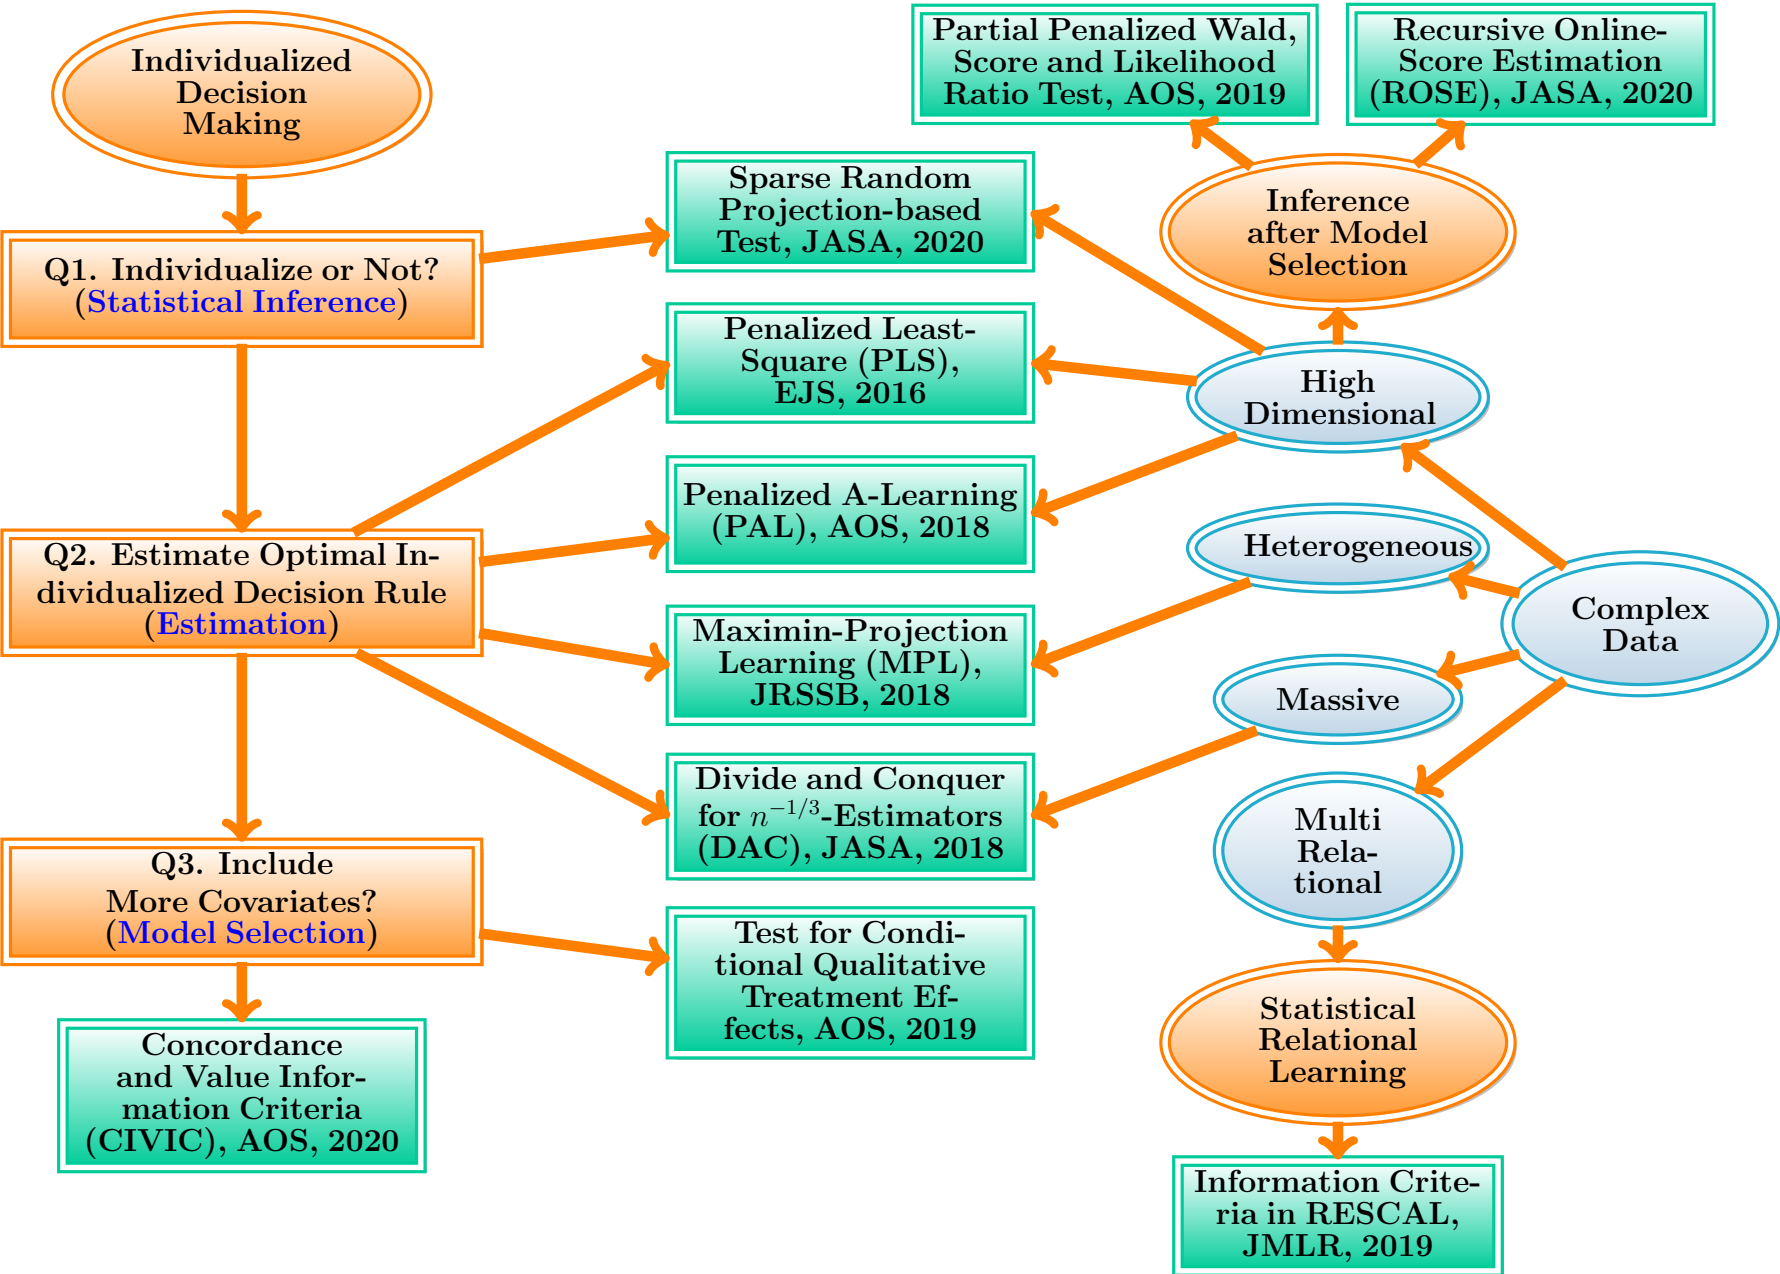 Individualized
Decision
Making
Q1. Individualize or Not?
(Statistical Inference)
Q2. Estimate Optimal In-
dividualized Decision Rule
(Estimation)
Q3. Include
More Covariates?
(Model Selection)
Concordance
and Value Infor-
mation Criteria
(CIVIC), AOS, 2020
Sparse Random
Projection-based
Test, JASA, 2020
Penalized Least-
Square (PLS),
EJS, 2016
Penalized A-Learning
(PAL), AOS, 2018
Maximin-Projection
Learning (MPL),
JRSSB, 2018
Divide and Conquer
for n^{-1/3}-Estimators
(DAC), JASA, 2018
Test for Condi-
tional Qualitative
Treatment Ef-
fects, AOS, 2019
Partial Penalized Wald,
Score and Likelihood
Ratio Test, AOS, 2019
Recursive Online-
Score Estimation
(ROSE), JASA, 2020
Inference
after Model
Selection
High
Dimensional
Heterogeneous
Massive
Multi
Rela-
tional
Complex
Data
Statistical
Relational
Learning
Information Crite-
ria in RESCAL,
JMLR, 2019